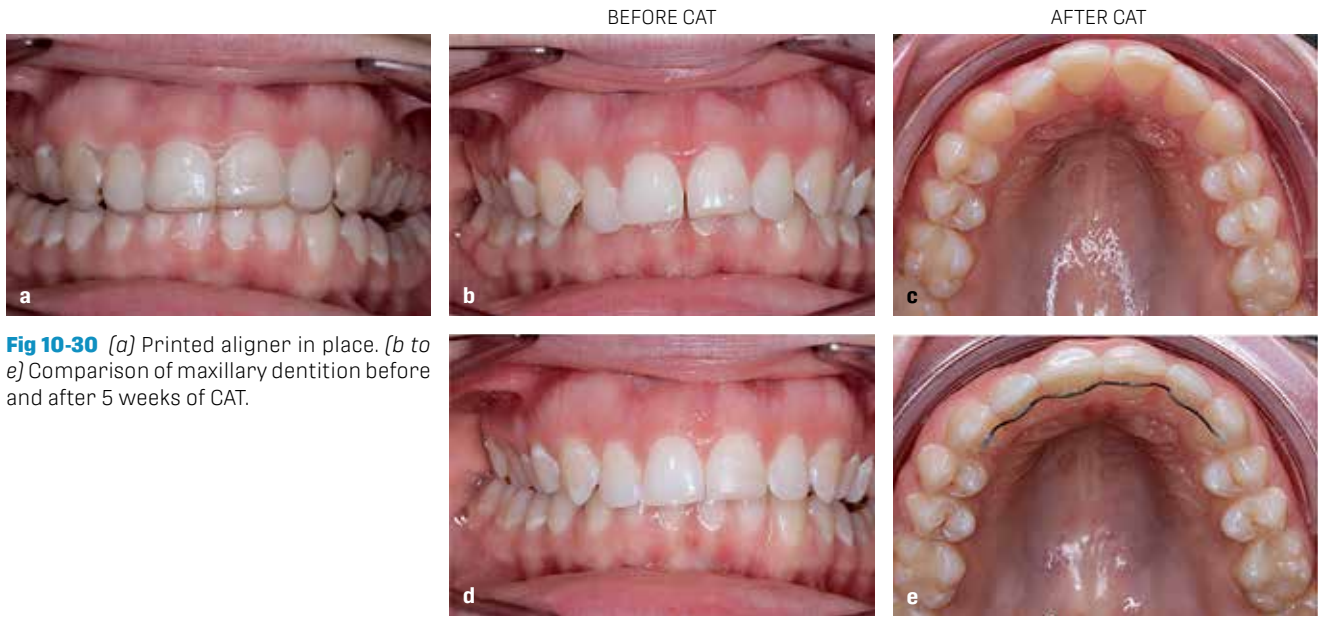 BEFORE CAT
AFTER CAT
a
b
c
Fig 10-30 (a) Printed aligner in place. (b to
e) Comparison of maxillary dentition before
and after 5 weeks of CAT.
d
e